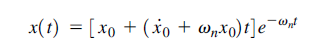 x(t) = [x₀ + (ẋ₀ + ωₙx₀)t]e^{-ωₙt}